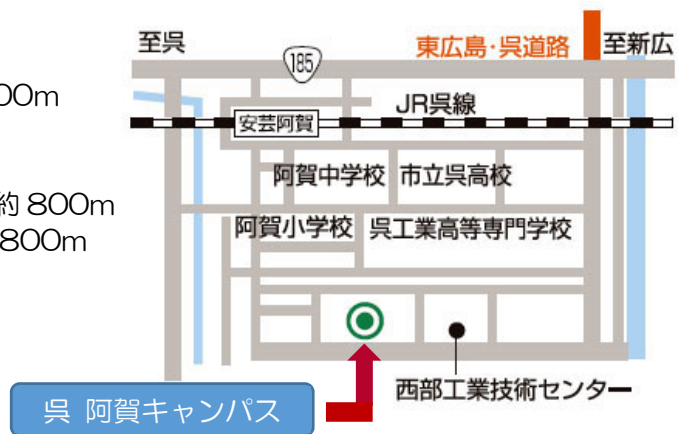 至呉
185
東広島・呉道路
至新広
00m
JR呉線
安芸阿賀
阿賀中学校
市立呉高校
約 800m
800m
阿賀小学校
呉工業高等専門学校
西部工業技術センター
呉 阿賀キャンパス